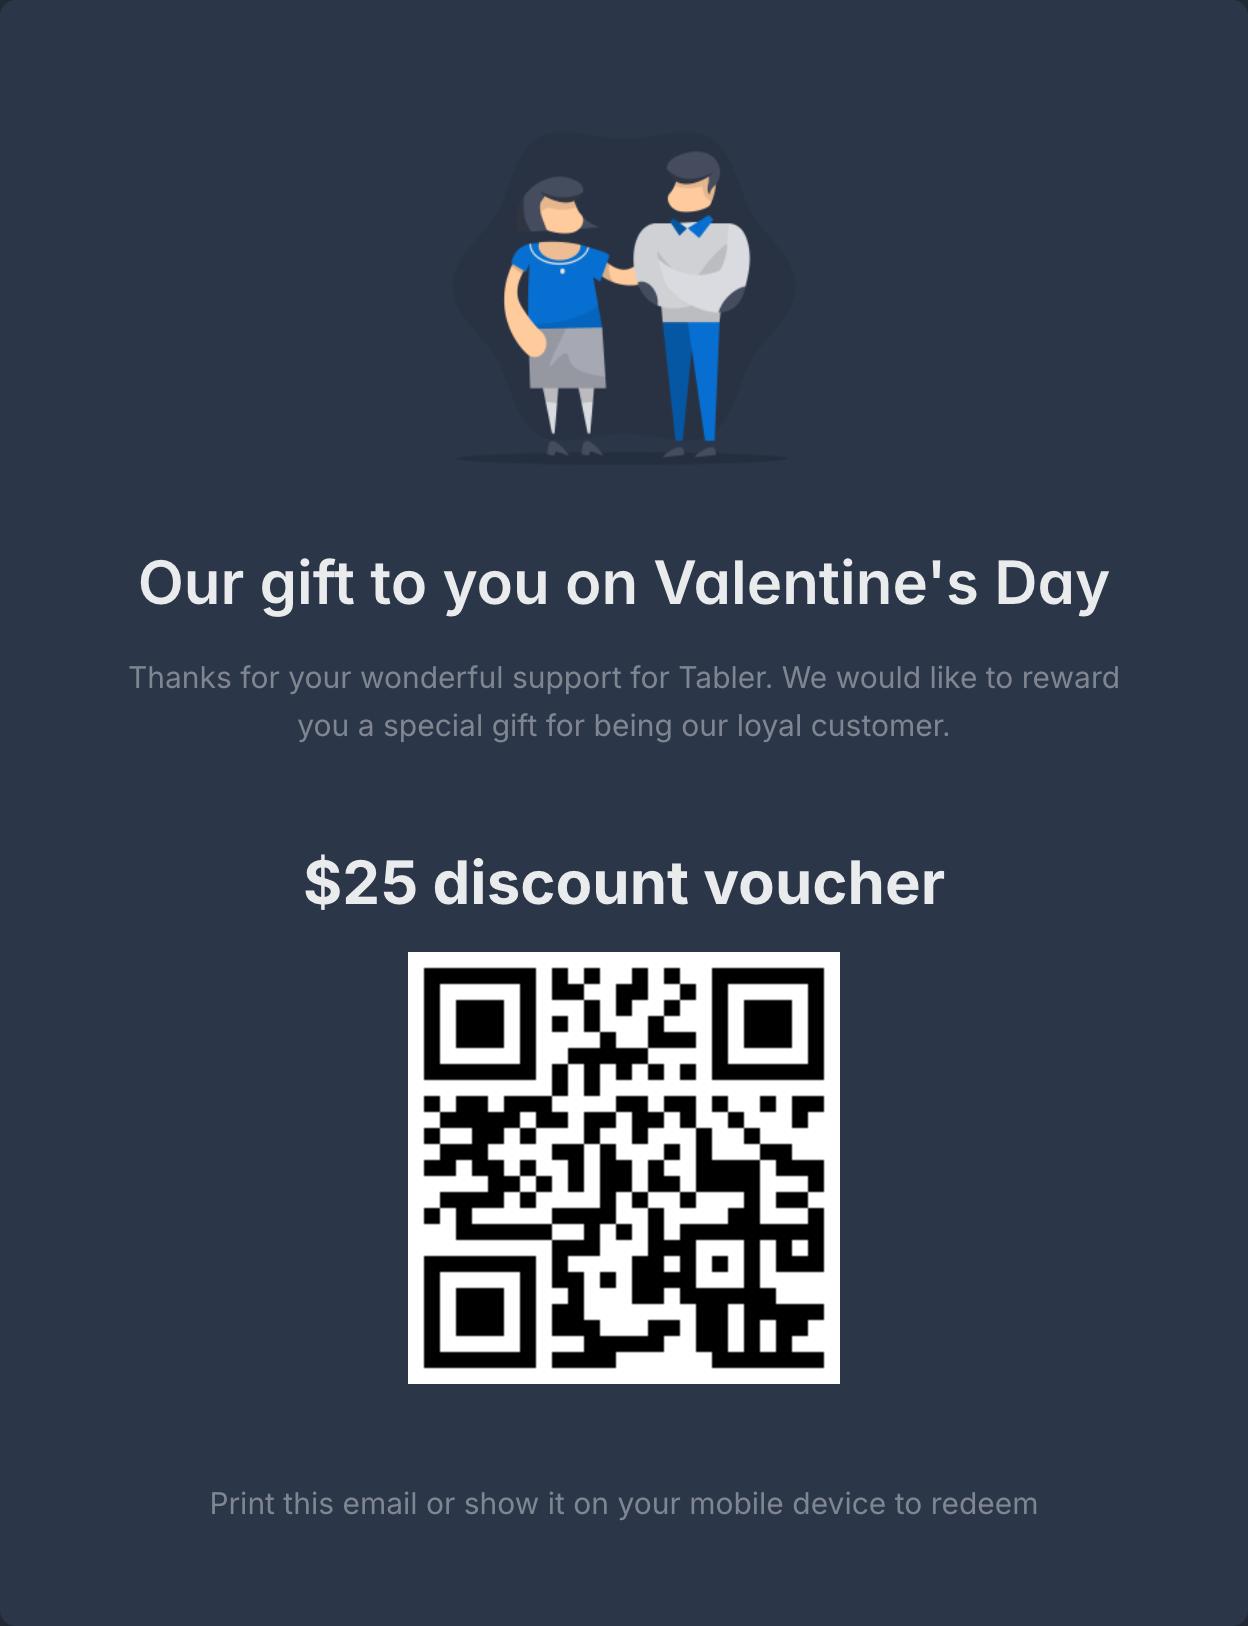 Our gift to you on Valentine's Day
Thanks for your wonderful support for Tabler. We would like to reward
you a special gift for being our loyal customer.
$25 discount voucher
Print this email or show it on your mobile device to redeem